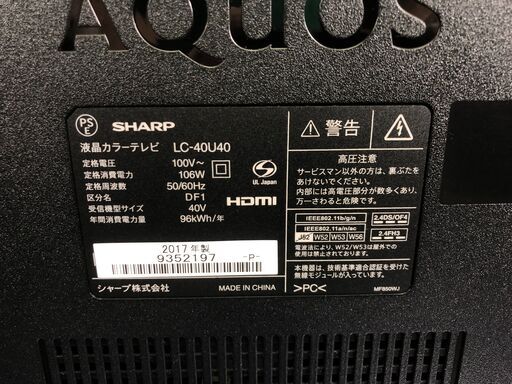 AQUOS
PS
E
SHARP
液晶カラーテレビ LC-40U40
定格電圧 100V～
定格消費電力 106W
定格周波数 50/60Hz
区分名 DF1
受信機型サイズ 40V
年間消費電力量 96kWh/年
UL Japan
HDMI
2017年製
9352197 -P-
シャープ株式会社 MADE IN CHINA
警告
高圧注意
サービスマン以外の方は、裏ぶたを
あけないでください。
内部には高電圧部分が数多くあり、
万一さわると危険です。
IEEE802.11b/g/n 2.4DS/OF4
IEEE802.11a/n/ac
J52 W52 W53 W56 2.4FH3
電波法により、W52/W53は屋外での
使用は禁止されています。
本機器は、技術基準適合認証を受けた
無線モジュールが入っています。
>PC< MF850WJ